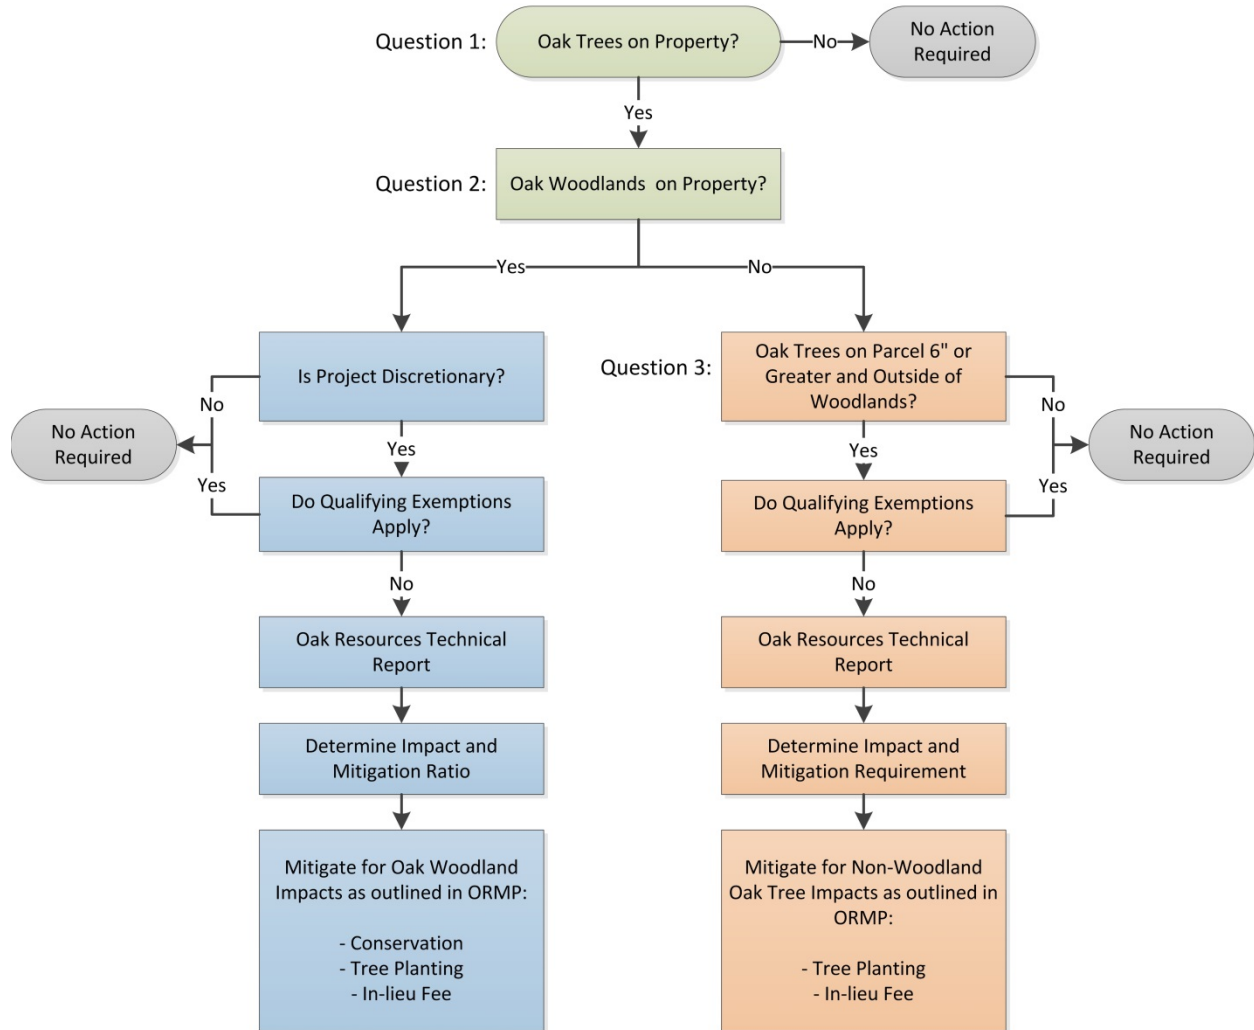 Question 1:
Oak Trees on Property?
No
No Action
Required
Yes
Question 2:
Oak Woodlands on Property?
Yes
No
Is Project Discretionary?
No
No Action
Required
Yes
Yes
Do Qualifying Exemptions
Apply?
No
Oak Resources Technical
Report
Determine Impact and
Mitigation Ratio
Mitigate for Oak Woodland
Impacts as outlined in ORMP:
- Conservation
- Tree Planting
- In-lieu Fee
Question 3:
Oak Trees on Parcel 6" or
Greater and Outside of
Woodlands?
No
No Action
Required
Yes
Yes
Do Qualifying Exemptions
Apply?
No
Oak Resources Technical
Report
Determine Impact and
Mitigation Requirement
Mitigate for Non-Woodland
Oak Tree Impacts as outlined in
ORMP:
- Tree Planting
- In-lieu Fee